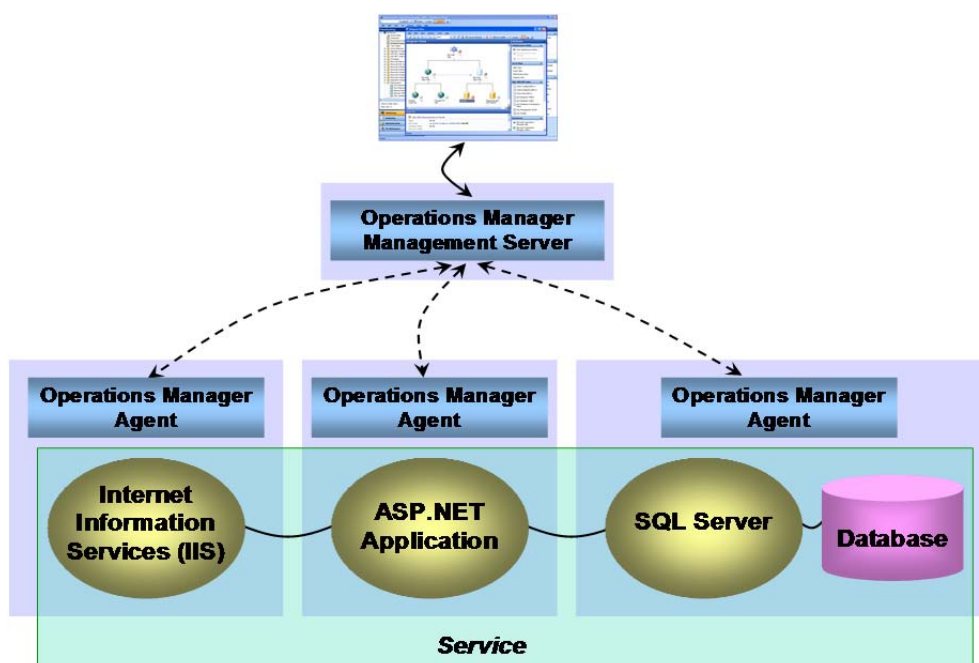 Operations Manager
Management Server
Operations Manager
Agent
Operations Manager
Agent
Operations Manager
Agent
Internet
Information
Services (IIS)
ASP.NET
Application
SQL Server
Database
Service